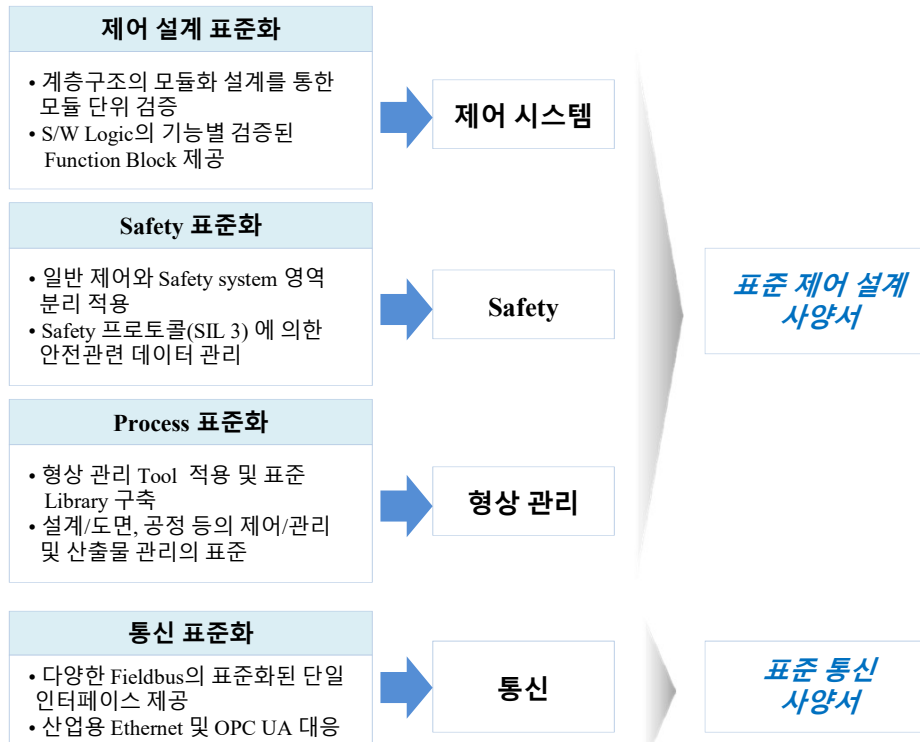 제어 설계 표준화
• 계층구조의 모듈화 설계를 통한
모듈 단위 검증
• S/W Logic의 기능별 검증된
Function Block 제공
제어 시스템
Safety 표준화
• 일반 제어와 Safety system 영역
분리 적용
• Safety 프로토콜(SIL 3) 에 의한
안전관련 데이터 관리
Safety
표준 제어 설계
사양서
Process 표준화
• 형상 관리 Tool 적용 및 표준
Library 구축
• 설계/도면, 공정 등의 제어/관리
및 산출물 관리의 표준
형상 관리
통신 표준화
• 다양한 Fieldbus의 표준화된 단일
인터페이스 제공
• 산업용 Ethernet 및 OPC UA 대응
통신
표준 통신
사양서